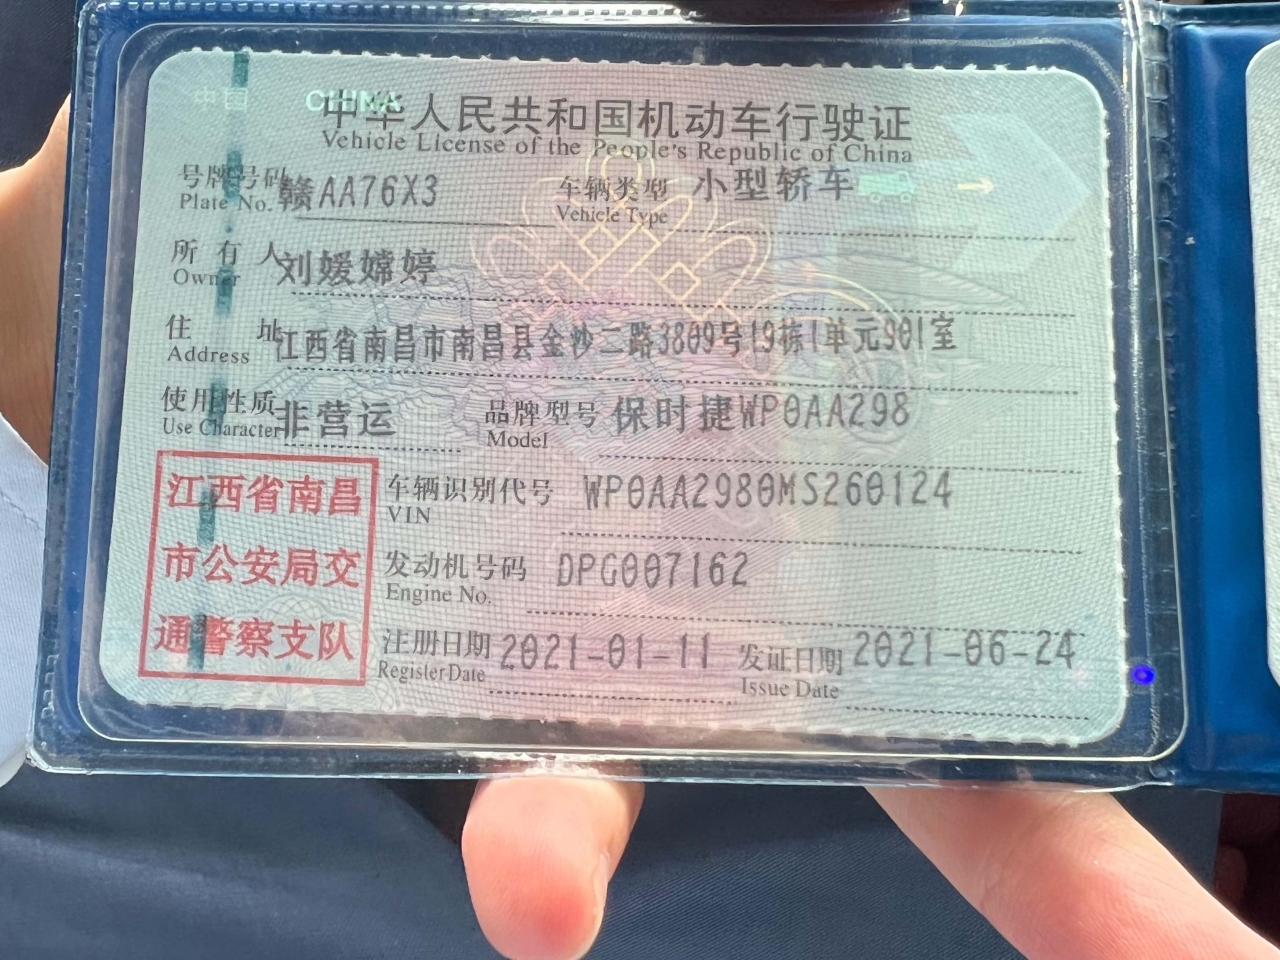 中国 CHINA
中华人民共和国机动车行驶证
Vehicle License of the People's Republic of China
号牌号码 赣AA76X3 车辆类型 小型轿车
Plate No. Vehicle Type
所有人 刘媛嫦婷
Owner
住址 江西省南昌市南昌县金沙二路3809号19栋1单元901室
Address
使用性质 非营运 品牌型号 保时捷WP0AA298
Use Character Model
江西省南昌
市公安局交
通警察支队
车辆识别代号 WP0AA2980MS260124
VIN
发动机号码 DPG007162
Engine No.
注册日期 2021-01-11 发证日期 2021-06-24
Register Date Issue Date